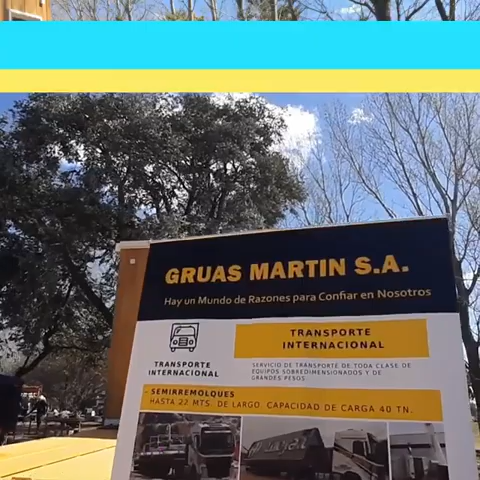 GRUAS MARTIN S.A.
Hay un Mundo de Razones para Confiar en Nosotros
TRANSPORTE
INTERNACIONAL
TRANSPORTE
INTERNACIONAL
SERVICIO DE TRANSPORTE DE TODA CLASE DE
EQUIPOS SOBREDIMENSIONADOS Y DE
GRANDES PESOS.
- SEMIRREMOLQUES
HASTA 22 MTS. DE LARGO. CAPACIDAD DE CARGA 40 TN.